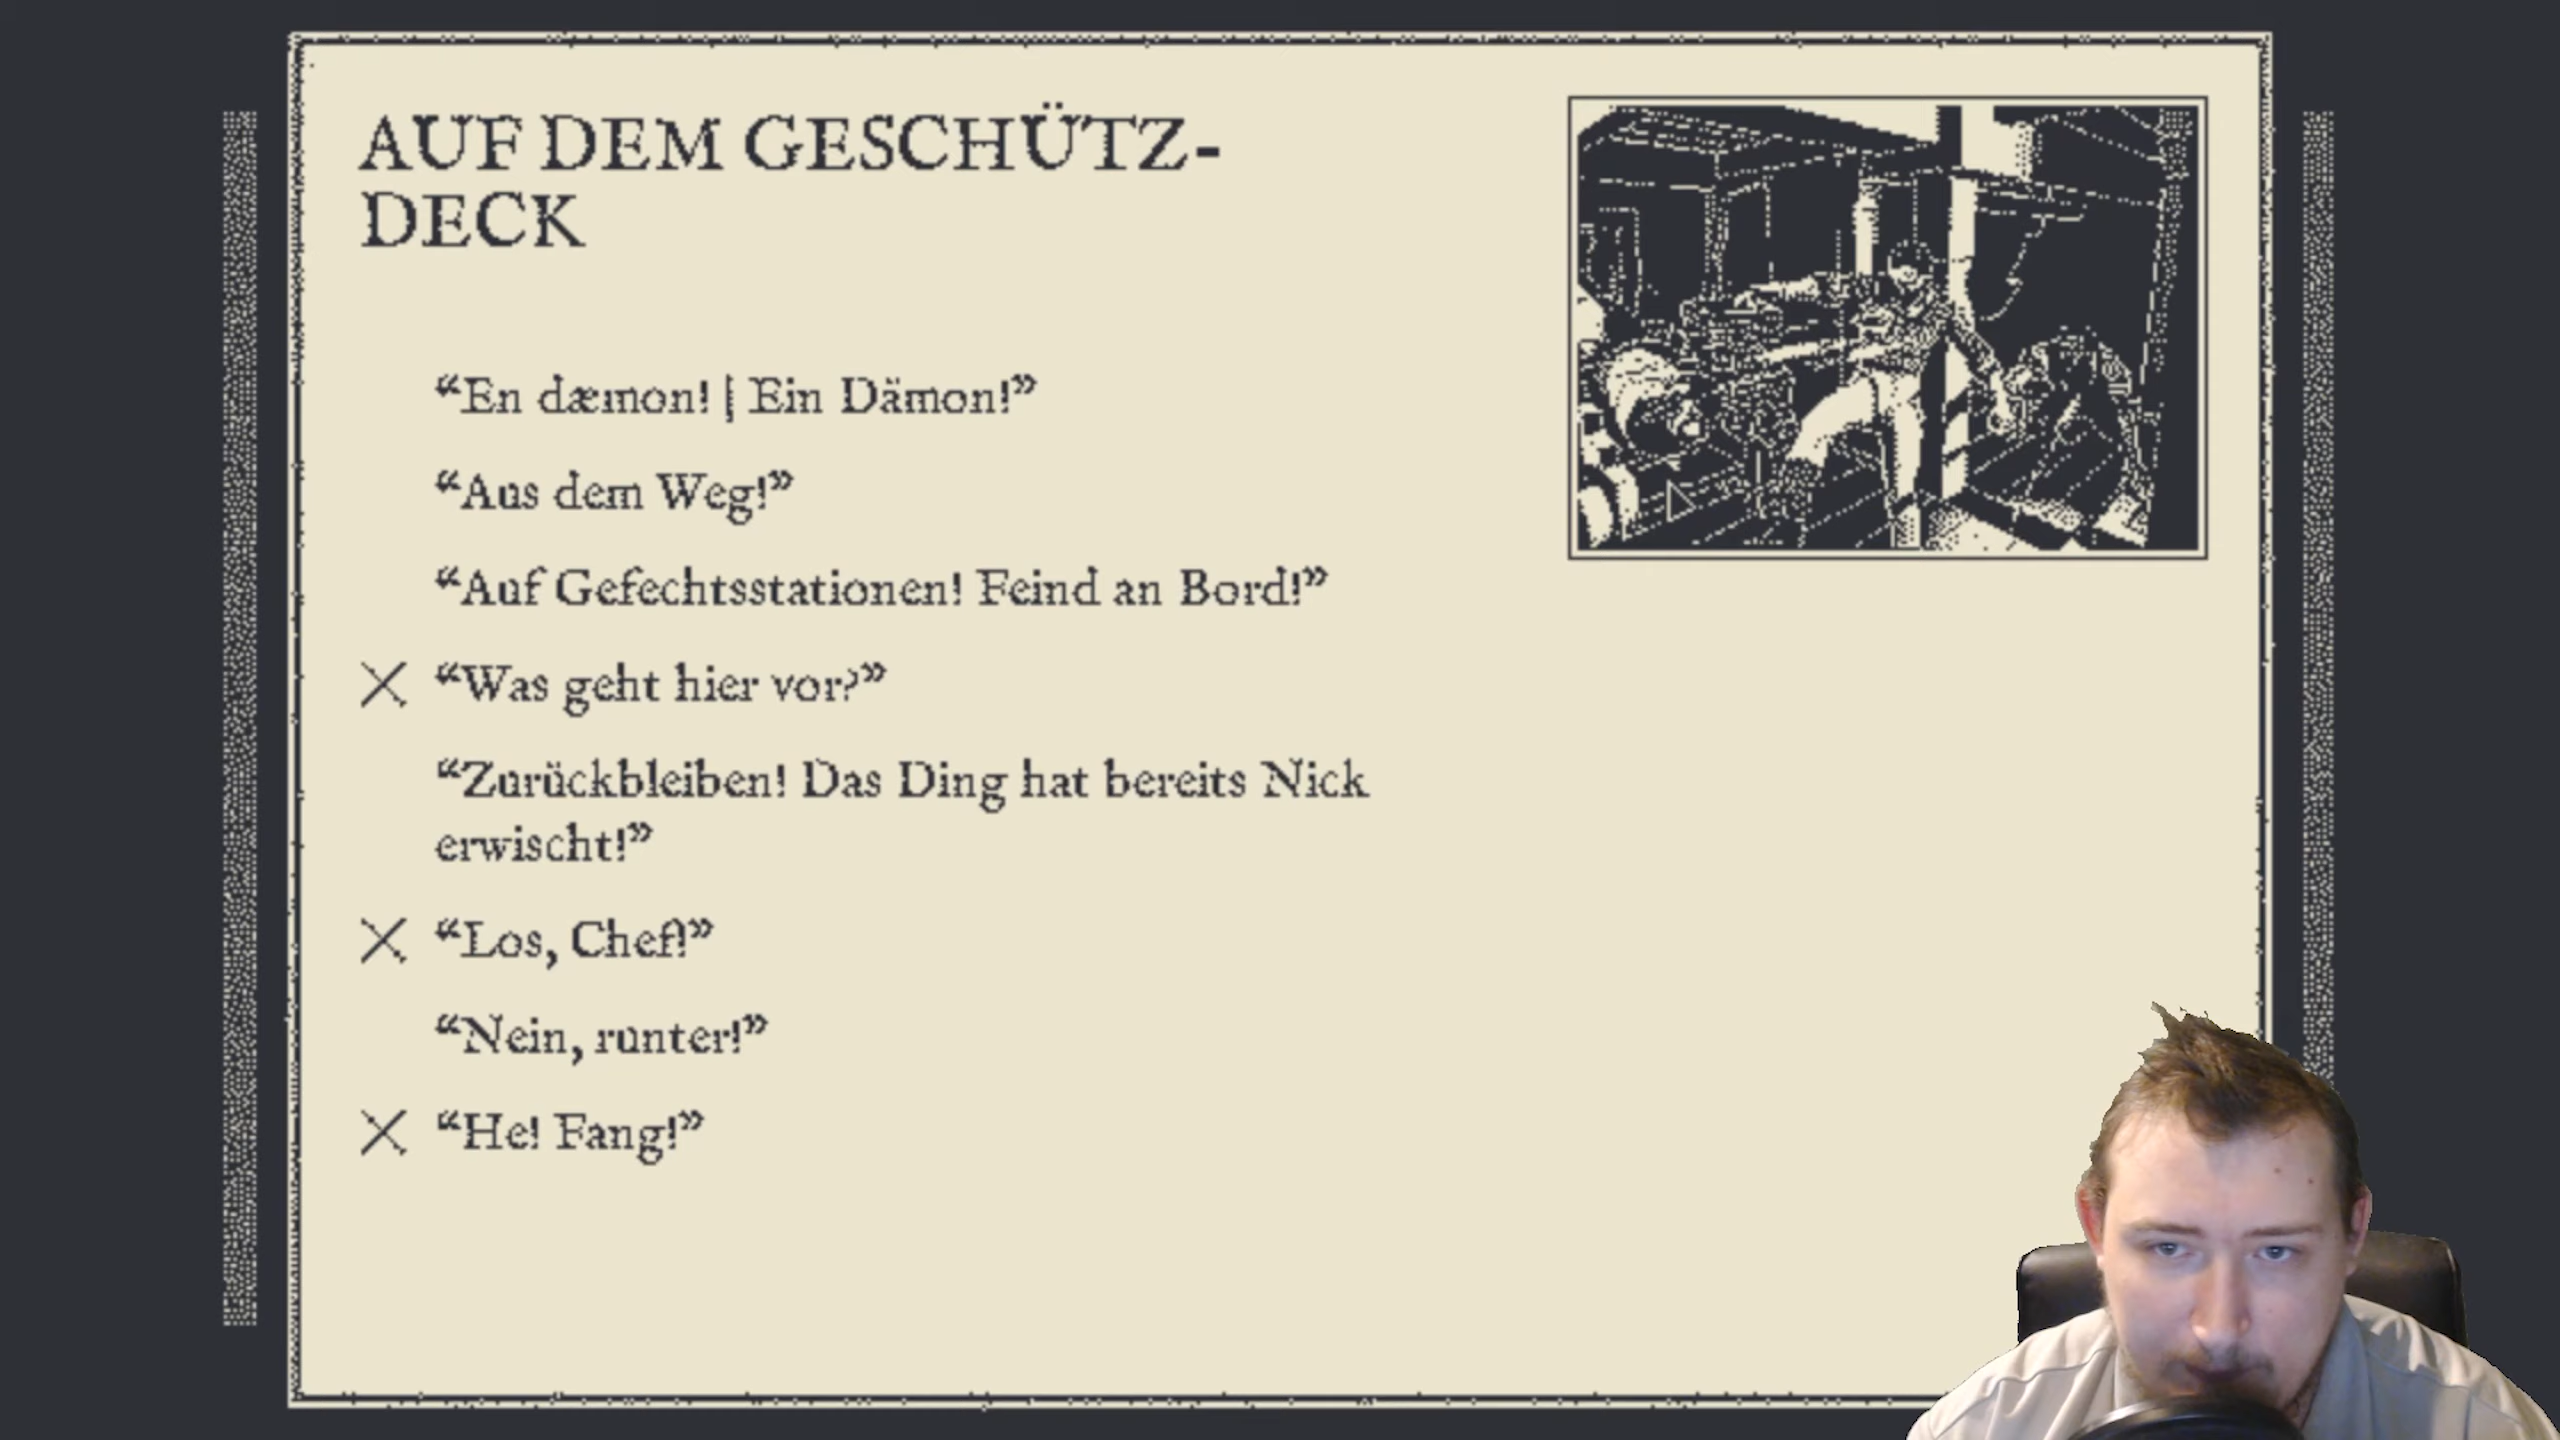 AUF DEM GESCHÜTZ-
DECK
“En dæmon! | Ein Dämon!”
“Aus dem Weg!”
“Auf Gefechtsstationen! Feind an Bord!”
“Was geht hier vor?”
“Zurückbleiben! Das Ding hat bereits Nick
erwischt!”
“Los, Chef!”
“Nein, runter!”
“He! Fang!”